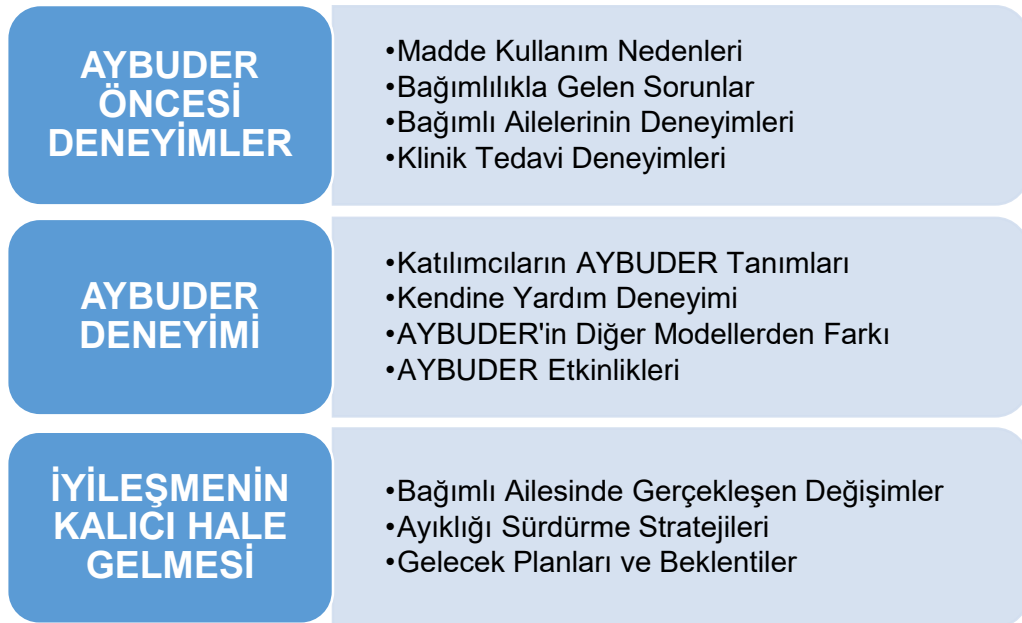 AYBUDER
ÖNCESİ
DENEYİMLER
•Madde Kullanım Nedenleri
•Bağımlılıkla Gelen Sorunlar
•Bağımlı Ailelerinin Deneyimleri
•Klinik Tedavi Deneyimleri
AYBUDER
DENEYİMİ
•Katılımcıların AYBUDER Tanımları
•Kendine Yardım Deneyimi
•AYBUDER'in Diğer Modellerden Farkı
•AYBUDER Etkinlikleri
İYİLEŞMENİN
KALICI HALE
GELMESİ
•Bağımlı Ailesinde Gerçekleşen Değişimler
•Ayıklığı Sürdürme Stratejileri
•Gelecek Planları ve Beklentiler